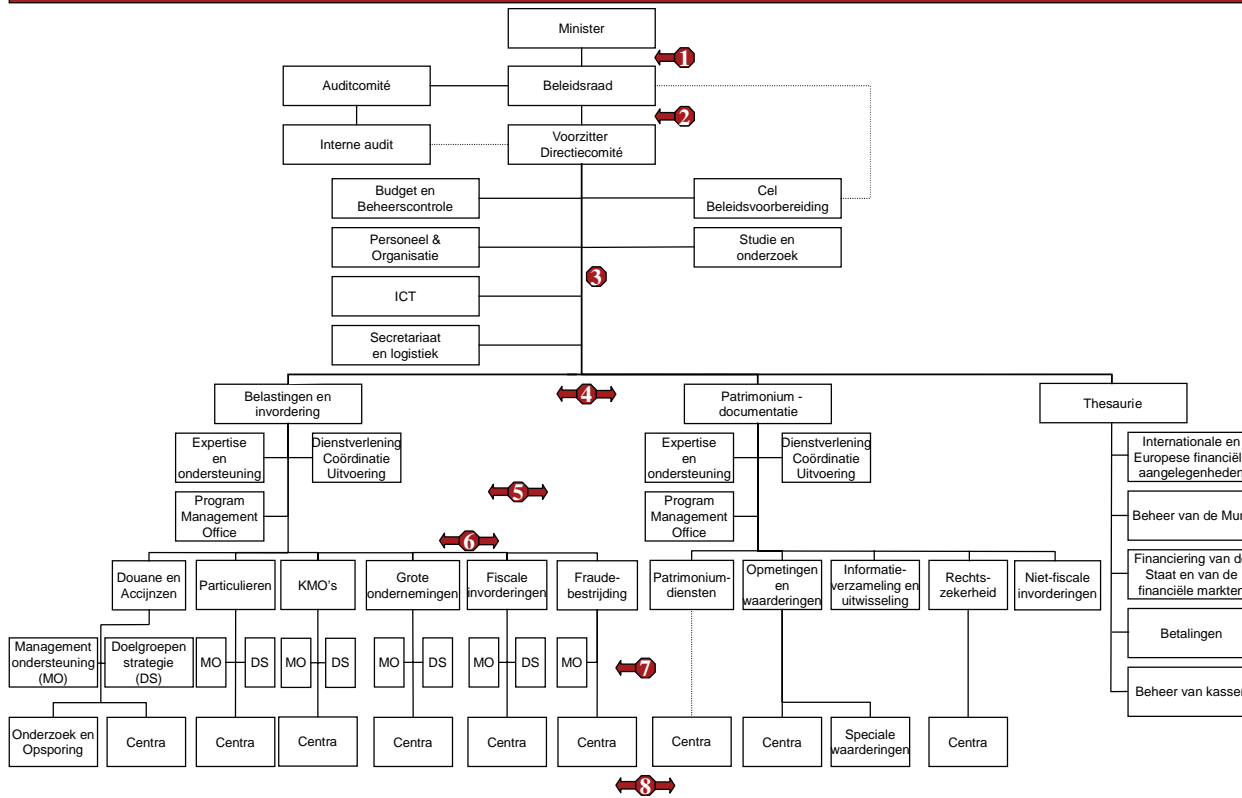 Minister
1
Auditcomité
Beleidsraad
2
Interne audit
Voorzitter
Directiecomité
Budget en
Beheerscontrole
Cel
Beleidsvoorbereiding
Personeel &
Organisatie
Studie en
onderzoek
3
ICT
Secretariaat
en logistiek
4
Belastingen en
invordering
Patrimonium -
documentatie
Thesaurie
Expertise
en
ondersteuning
Dienstverlening
Coördinatie
Uitvoering
Expertise
en
ondersteuning
Dienstverlening
Coördinatie
Uitvoering
Internationale en
Europese financiël
aangelegenheden
Program
Management
Office
5
Program
Management
Office
Beheer van de Mun
6
Douane en
Accijnzen
Particulieren
KMO's
Grote
ondernemingen
Fiscale
invorderingen
Fraude-
bestrijding
Patrimonium-
diensten
Opmetingen
en
waarderingen
Informatie-
verzameling en
uitwisseling
Rechts-
zekerheid
Niet-fiscale
invorderingen
Financiering van de
Staat en van de
financiële markten
Betalingen
Management
ondersteuning
(MO)
Doelgroepen
strategie
(DS)
MO
DS
MO
DS
MO
DS
MO
DS
MO
7
Beheer van kassen
Onderzoek en
Opsporing
Centra
Centra
Centra
Centra
Centra
Centra
Centra
Centra
Speciale
waarderingen
Centra
8